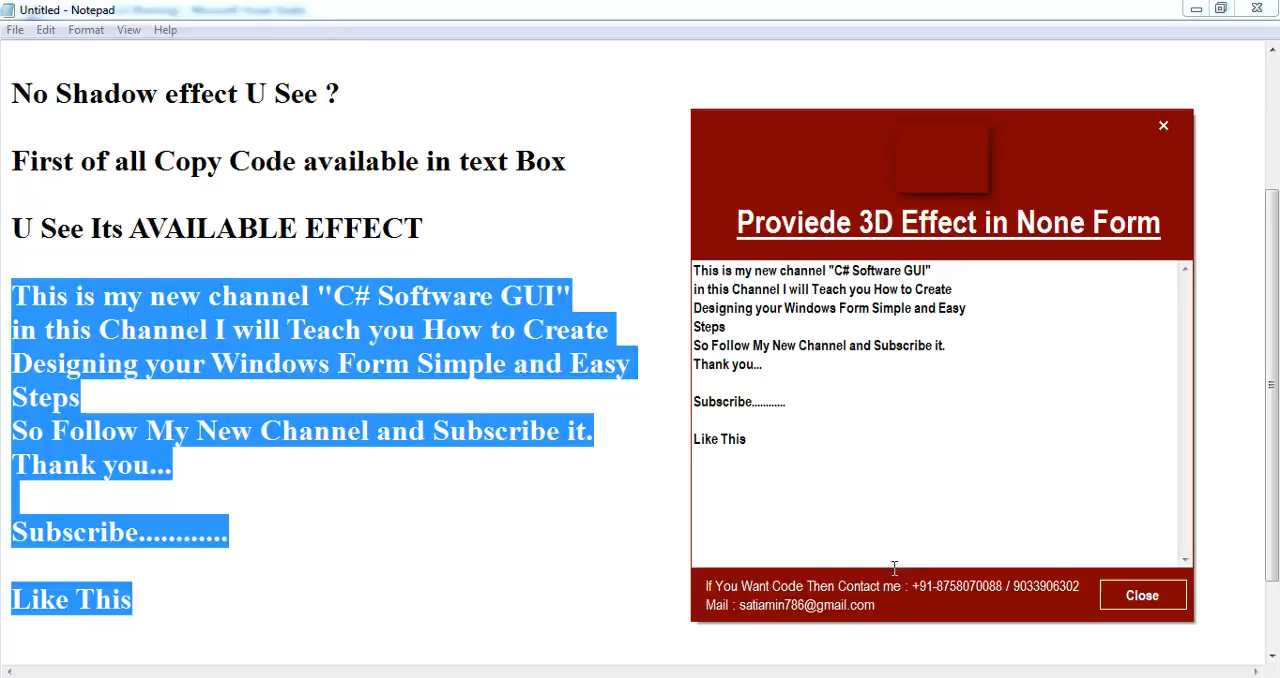 Untitled - Notepad
File Edit Format View Help
No Shadow effect U See ?
First of all Copy Code available in text Box
U See Its AVAILABLE EFFECT
This is my new channel "C# Software GUI"
in this Channel I will Teach you How to Create
Designing your Windows Form Simple and Easy
Steps
So Follow My New Channel and Subscribe it.
Thank you...
Subscribe............
Like This
Proviede 3D Effect in None Form
This is my new channel "C# Software GUI"
in this Channel I will Teach you How to Create
Designing your Windows Form Simple and Easy
Steps
So Follow My New Channel and Subscribe it.
Thank you...
Subscribe............
Like This
If You Want Code Then Contact me : +91-8758070088 / 9033906302
Mail : satiamin786@gmail.com
Close